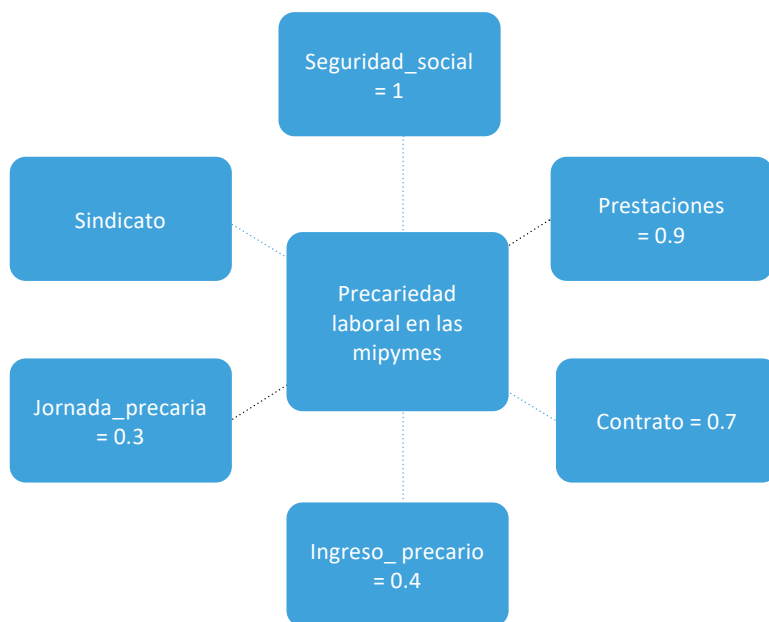 Seguridad_social
= 1
Sindicato
Prestaciones
= 0.9
Precariedad
laboral en las
mipymes
Jornada_precaria
= 0.3
Contrato = 0.7
Ingreso_ precario
= 0.4